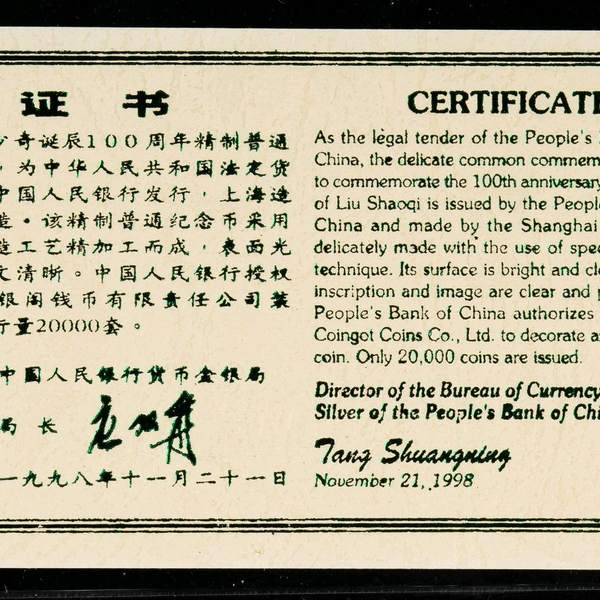 证书
少奇诞辰100周年精制普通
,为中华人民共和国法定货
中国人民银行发行,上海造
造。该精制普通纪念币采用
造工艺精加工而成,表面光
文清晰。中国人民银行授权
银阁钱币有限责任公司装
行量20000套。
中国人民银行货币金银局
局长
一九九八年十一月二十一日
CERTIFICATE
As the legal tender of the People's
China, the delicate common commem
to commemorate the 100th anniversary
of Liu Shaoqi is issued by the People
China and made by the Shanghai
delicately made with the use of spec
technique. Its surface is bright and cle
inscription and image are clear and
People's Bank of China authorizes
Coingot Coins Co., Ltd. to decorate a
coin. Only 20,000 coins are issued.
Director of the Bureau of Currency
Silver of the People's Bank of Chi
Tang Shuangning
November 21, 1998